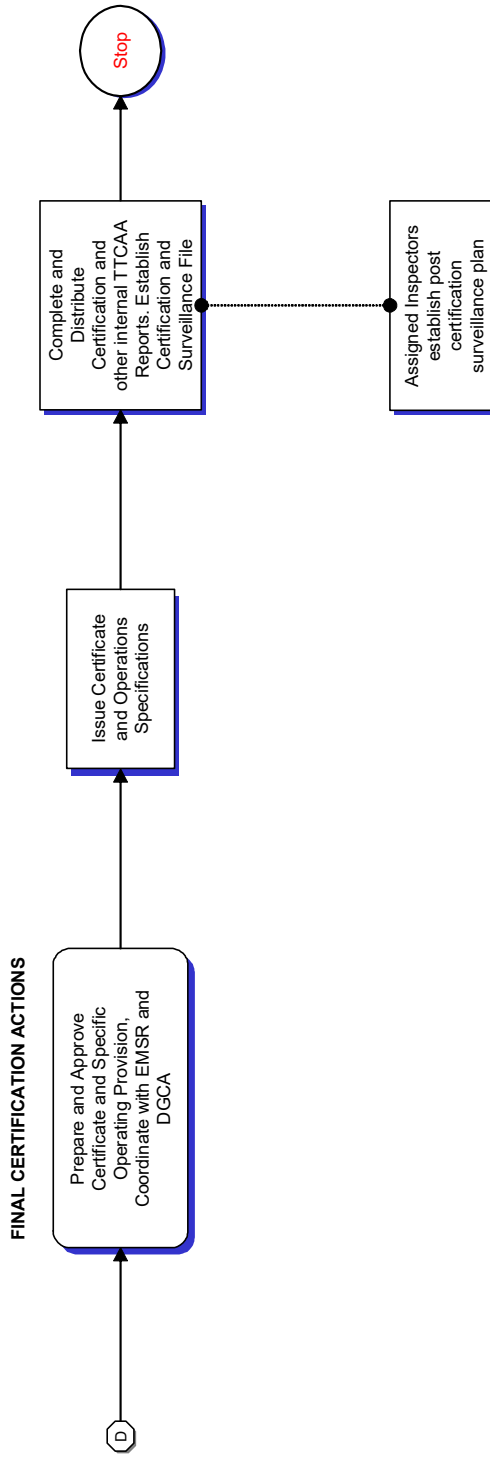 FINAL CERTIFICATION ACTIONS
D
Prepare and Approve
Certificate and Specific
Operating Provision,
Coordinate with EMSR and
DGCA
Issue Certificate
and Operations
Specifications
Complete and
Distribute
Certification and
other internal TTCAA
Reports. Establish
Certification and
Surveillance File
Stop
Assigned Inspectors
establish post
certification
surveillance plan